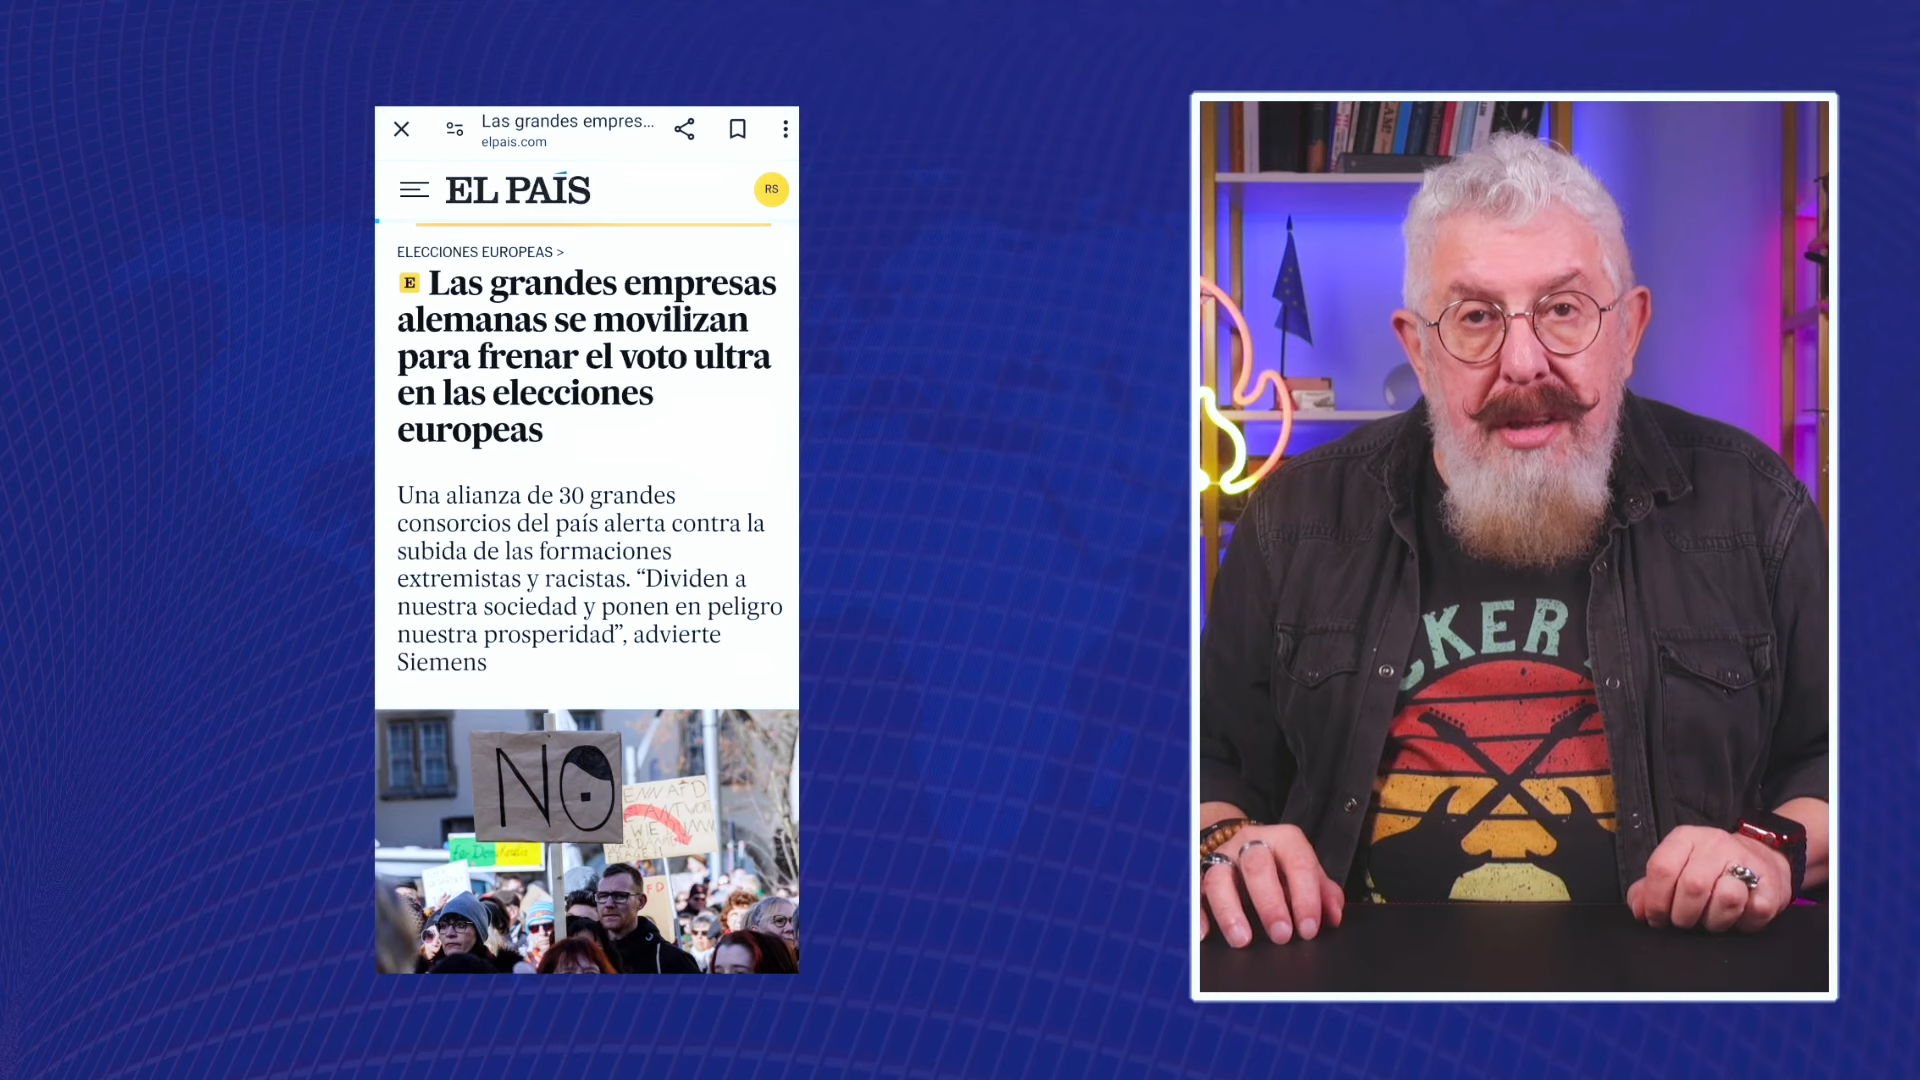 Las grandes empres...
elpais.com
EL PAÍS
RS
ELECCIONES EUROPEAS >
E Las grandes empresas
alemanas se movilizan
para frenar el voto ultra
en las elecciones
europeas
Una alianza de 30 grandes
consorcios del país alerta contra la
subida de las formaciones
extremistas y racistas. “Dividen a
nuestra sociedad y ponen en peligro
nuestra prosperidad”, advierte
Siemens
NO
ENN AFD
CKER